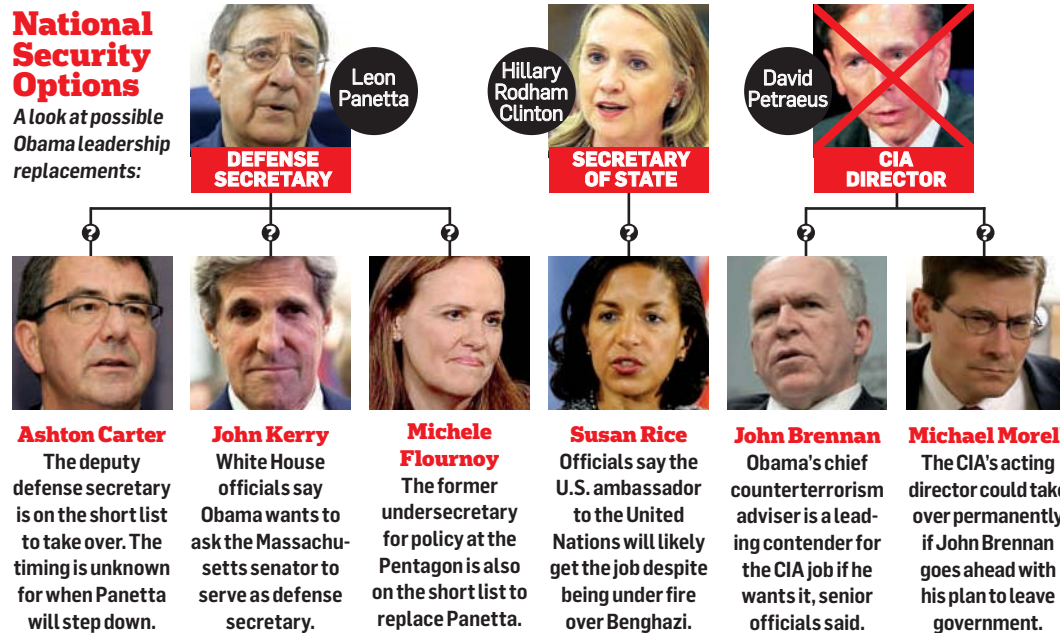 National
Security
Options
A look at possible
Obama leadership
replacements:
Leon
Panetta
DEFENSE
SECRETARY
Hillary
Rodham
Clinton
SECRETARY
OF STATE
David
Petraeus
CIA
DIRECTOR
?
?
?
?
?
?
Ashton Carter
The deputy
defense secretary
is on the short list
to take over. The
timing is unknown
for when Panetta
will step down.
John Kerry
White House
officials say
Obama wants to
ask the Massachu-
setts senator to
serve as defense
secretary.
Michele
Flournoy
The former
undersecretary
for policy at the
Pentagon is also
on the short list to
replace Panetta.
Susan Rice
Officials say the
U.S. ambassador
to the United
Nations will likely
get the job despite
being under fire
over Benghazi.
John Brennan
Obama's chief
counterterrorism
adviser is a lead-
ing contender for
the CIA job if he
wants it, senior
officials said.
Michael Morel
The CIA's acting
director could take
over permanently
if John Brennan
goes ahead with
his plan to leave
government.